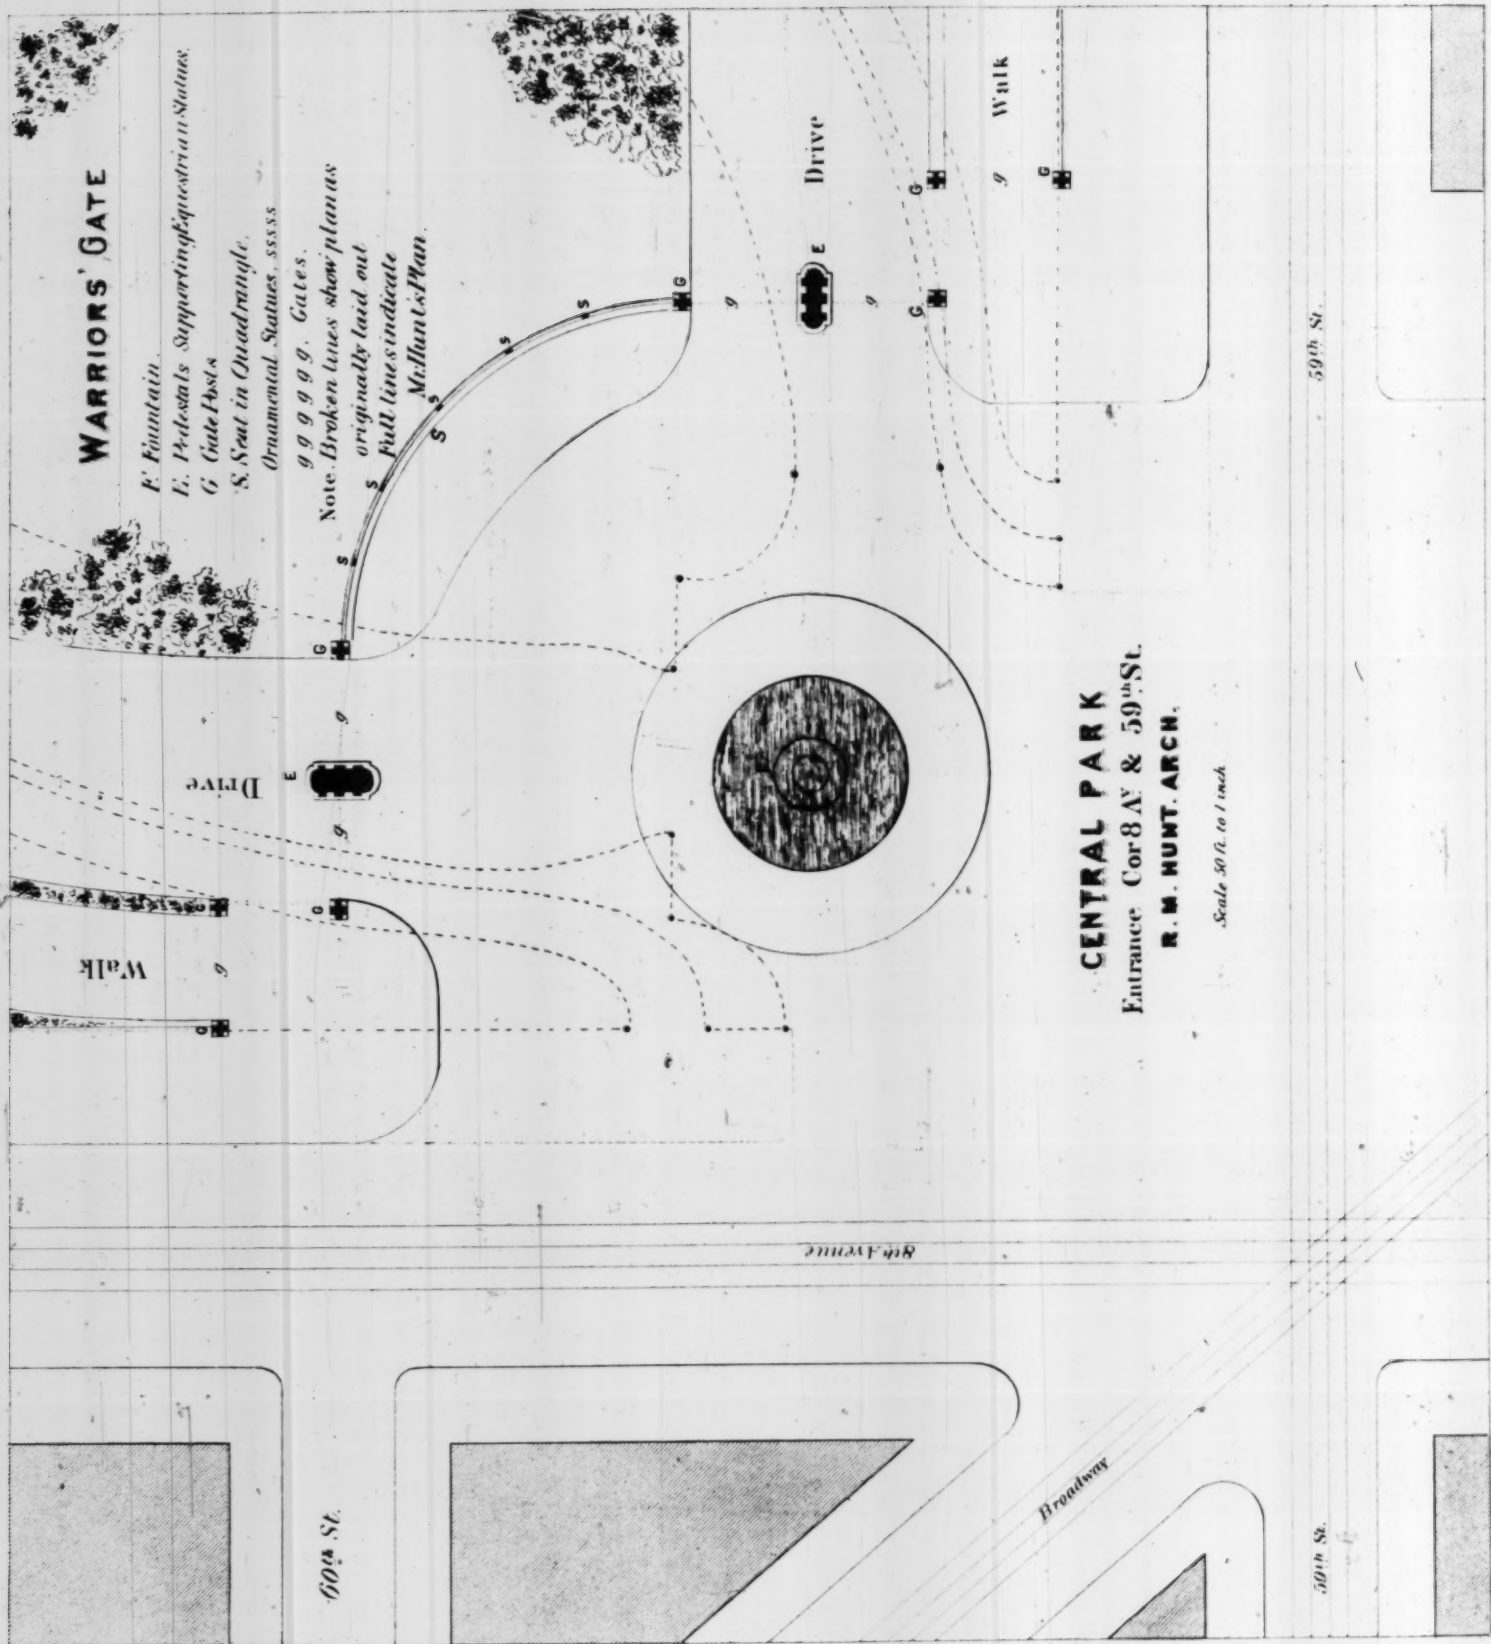 WARRIORS' GATE
F. Fountain.
E. Pedestals Supporting Equestrian Statues.
G Gate Posts
S. Seat in Quadrangle.
Ornamental Statues, ssss
g g g g g g. Gates.
Note. Broken lines show plan as
originally laid out
Full lines indicate
Mr. Hunt's Plan.
Walk
g
G
G
Drive
E
g
g
G
G
S
S
S
S
S
S
G
Drive
E
g
g
G
G
Walk
g
G
G
CENTRAL PARK
Entrance Cor 8 Av. & 59th St.
R. M. HUNT. ARCH.
Scale 50 ft. to 1 inch
8th Avenue
59th St.
60th St.
Broadway
59th St.